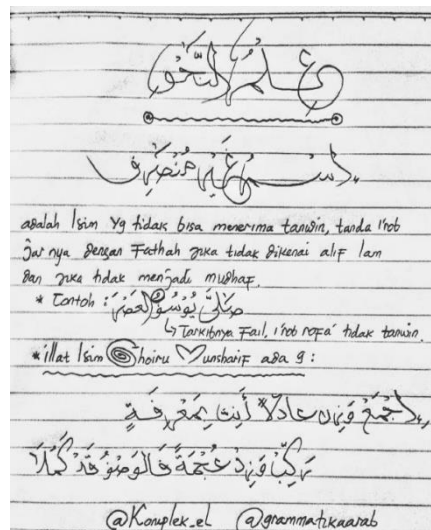 عِلْمُ النَّحْوِ
اِسْمُ غَيْرِ مُنْصَرِفٍ
adalah Isim Yg tidak bisa menerima tanwin, tanda i'rob
jar nya dengan Fathah jika tidak dikenai alif lam
dan jika tidak menjadi mudhaf.
* Contoh : صَلَّى يُوْسُفُ الْعَصْرَ
↳ Tarkibnya Fail, i'rob rofa' tidak tanwin.
* illat Isim Ghoiru Munsharif ada 9 :
اِجْمَعْ وَزِنْ عَادِلًا أَنِّثْ بِمَعْرِفَةٍ
رَكِّبْ وَزِدْ عُجْمَةً فَالْوَصْفُ قَدْ كَمُلَا
@Komplek_el @grammatikaarab